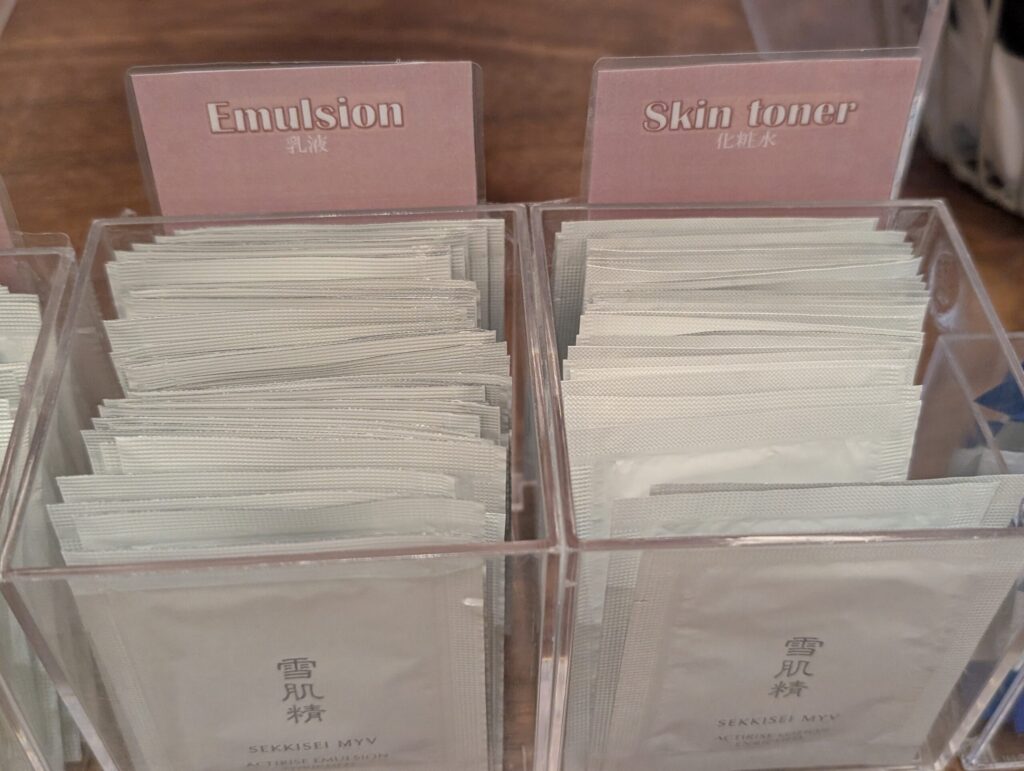 Emulsion
乳液
Skin toner
化粧水
雪
肌
精
SEKKISEI MYV
ACTIRISE EMULSION
雪
肌
精
SEKKISEI MYV
ACTIRISE